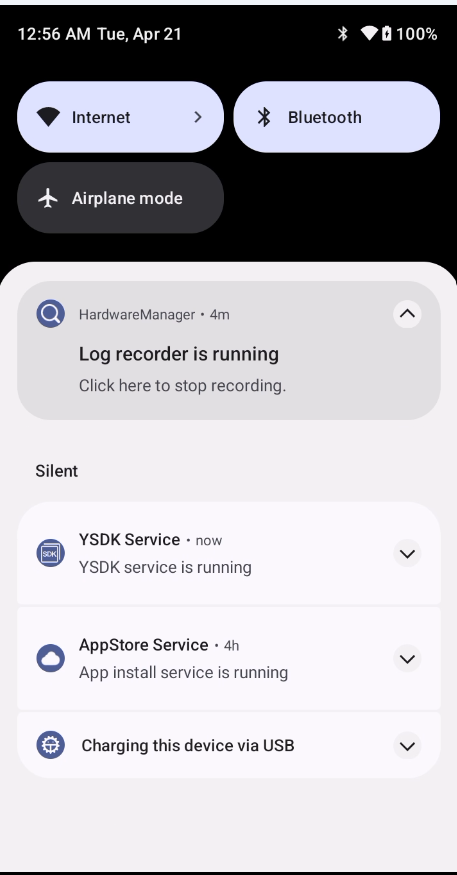 12:56 AM Tue, Apr 21 100%
Internet
Bluetooth
Airplane mode
HardwareManager • 4m
Log recorder is running
Click here to stop recording.
Silent
YSDK Service • now
SDK
YSDK service is running
AppStore Service • 4h
App install service is running
Charging this device via USB